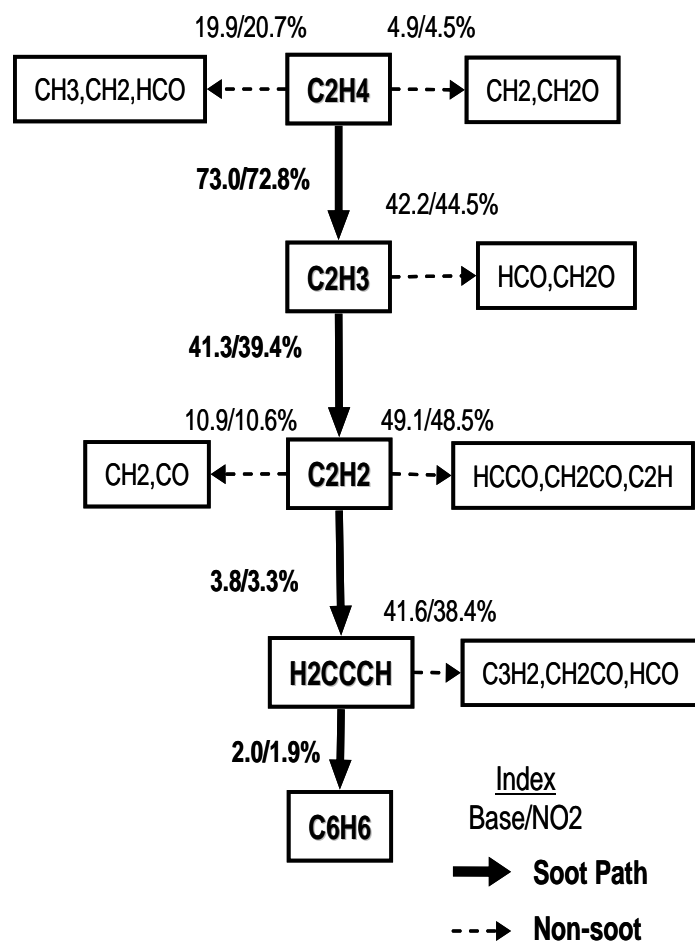 19.9/20.7% 4.9/4.5%
CH3,CH2,HCO C2H4 CH2,CH2O
73.0/72.8%
42.2/44.5%
C2H3 HCO,CH2O
41.3/39.4%
10.9/10.6% 49.1/48.5%
CH2,CO C2H2 HCCO,CH2CO,C2H
3.8/3.3%
41.6/38.4%
H2CCCH C3H2,CH2CO,HCO
2.0/1.9%
Index
C6H6 Base/NO2
Soot Path
Non-soot